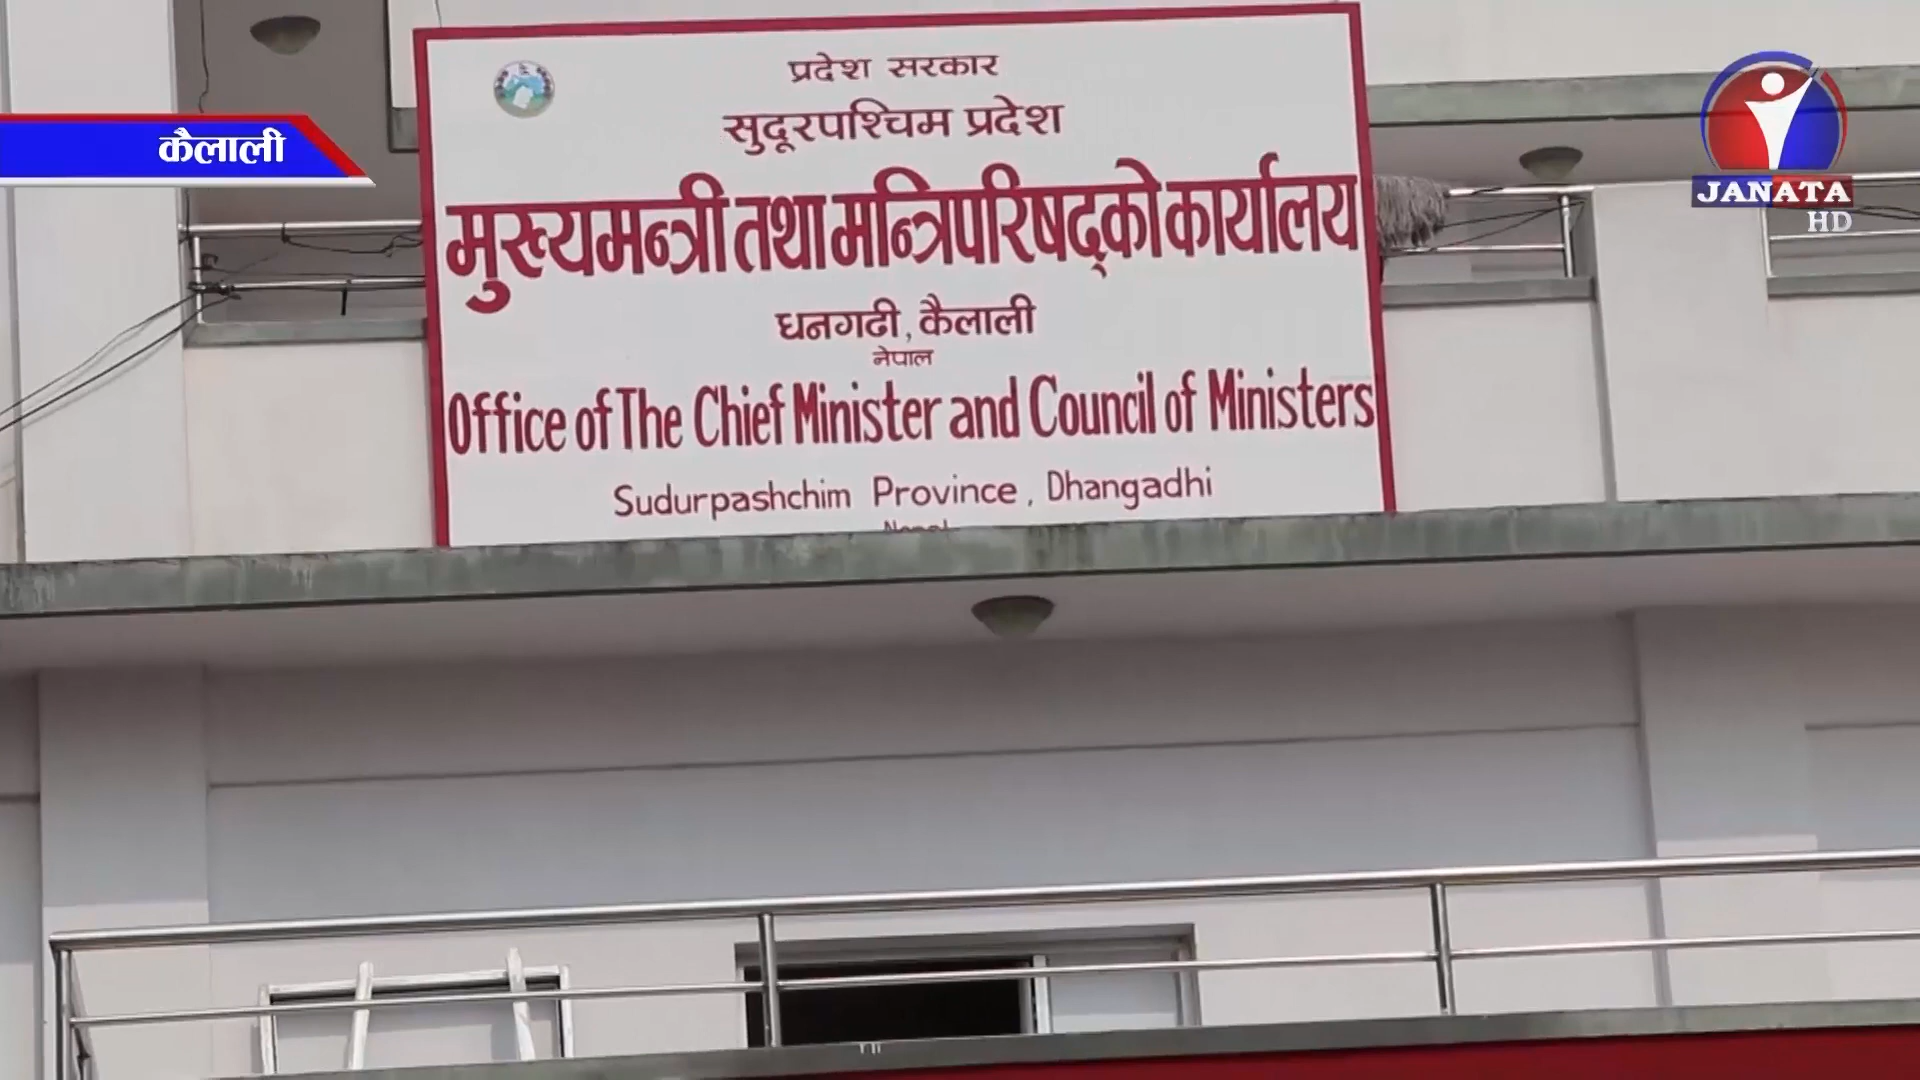 कैलाली
प्रदेश सरकार
सुदूरपश्चिम प्रदेश
मुख्यमन्त्री तथा मन्त्रिपरिषद्को कार्यालय
धनगढी, कैलाली
नेपाल
Office of The Chief Minister and Council of Ministers
Sudurpashchim Province, Dhangadhi
Nepal
JANATA
HD